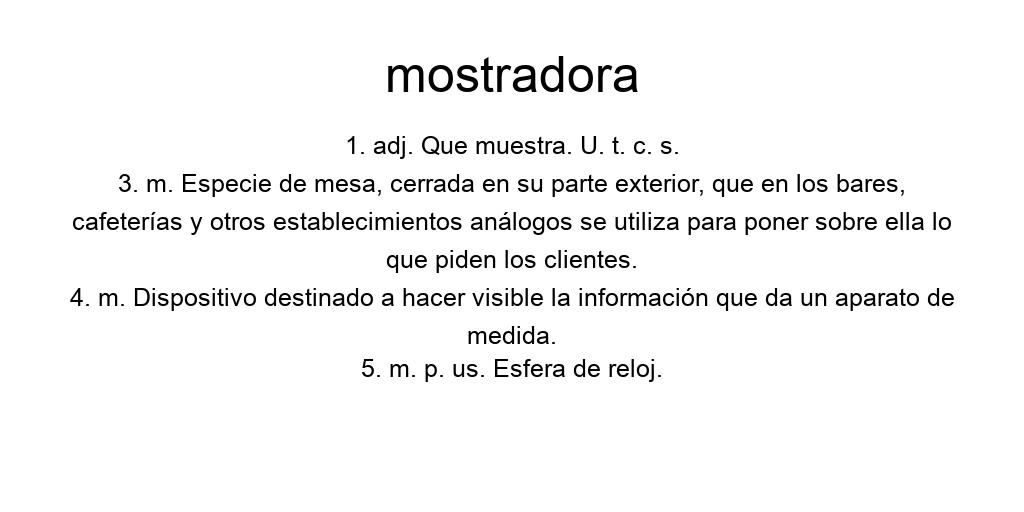 mostradora
1. adj. Que muestra. U. t. c. s.
3. m. Especie de mesa, cerrada en su parte exterior, que en los bares,
cafeterías y otros establecimientos análogos se utiliza para poner sobre ella lo
que piden los clientes.
4. m. Dispositivo destinado a hacer visible la información que da un aparato de
medida.
5. m. p. us. Esfera de reloj.